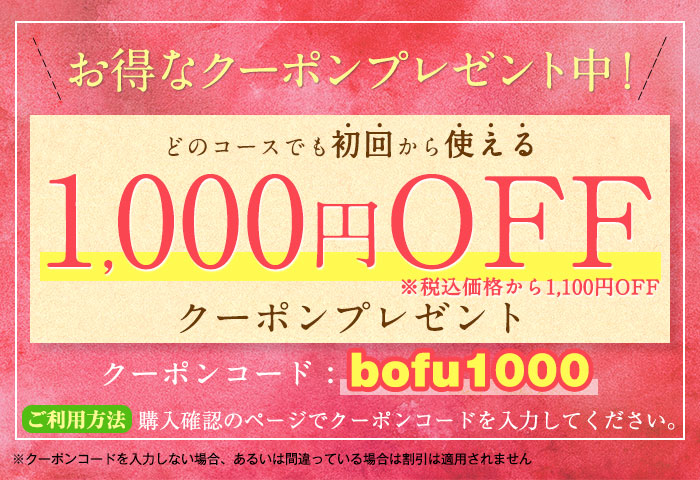 お得なクーポンプレゼント中!
どのコースでも初回から使える
1,000円OFF
※税込価格から1,100円OFF
クーポンプレゼント
クーポンコード：bofu1000
ご利用方法 購入確認のページでクーポンコードを入力してください。
※クーポンコードを入力しない場合、あるいは間違っている場合は割引は適用されません